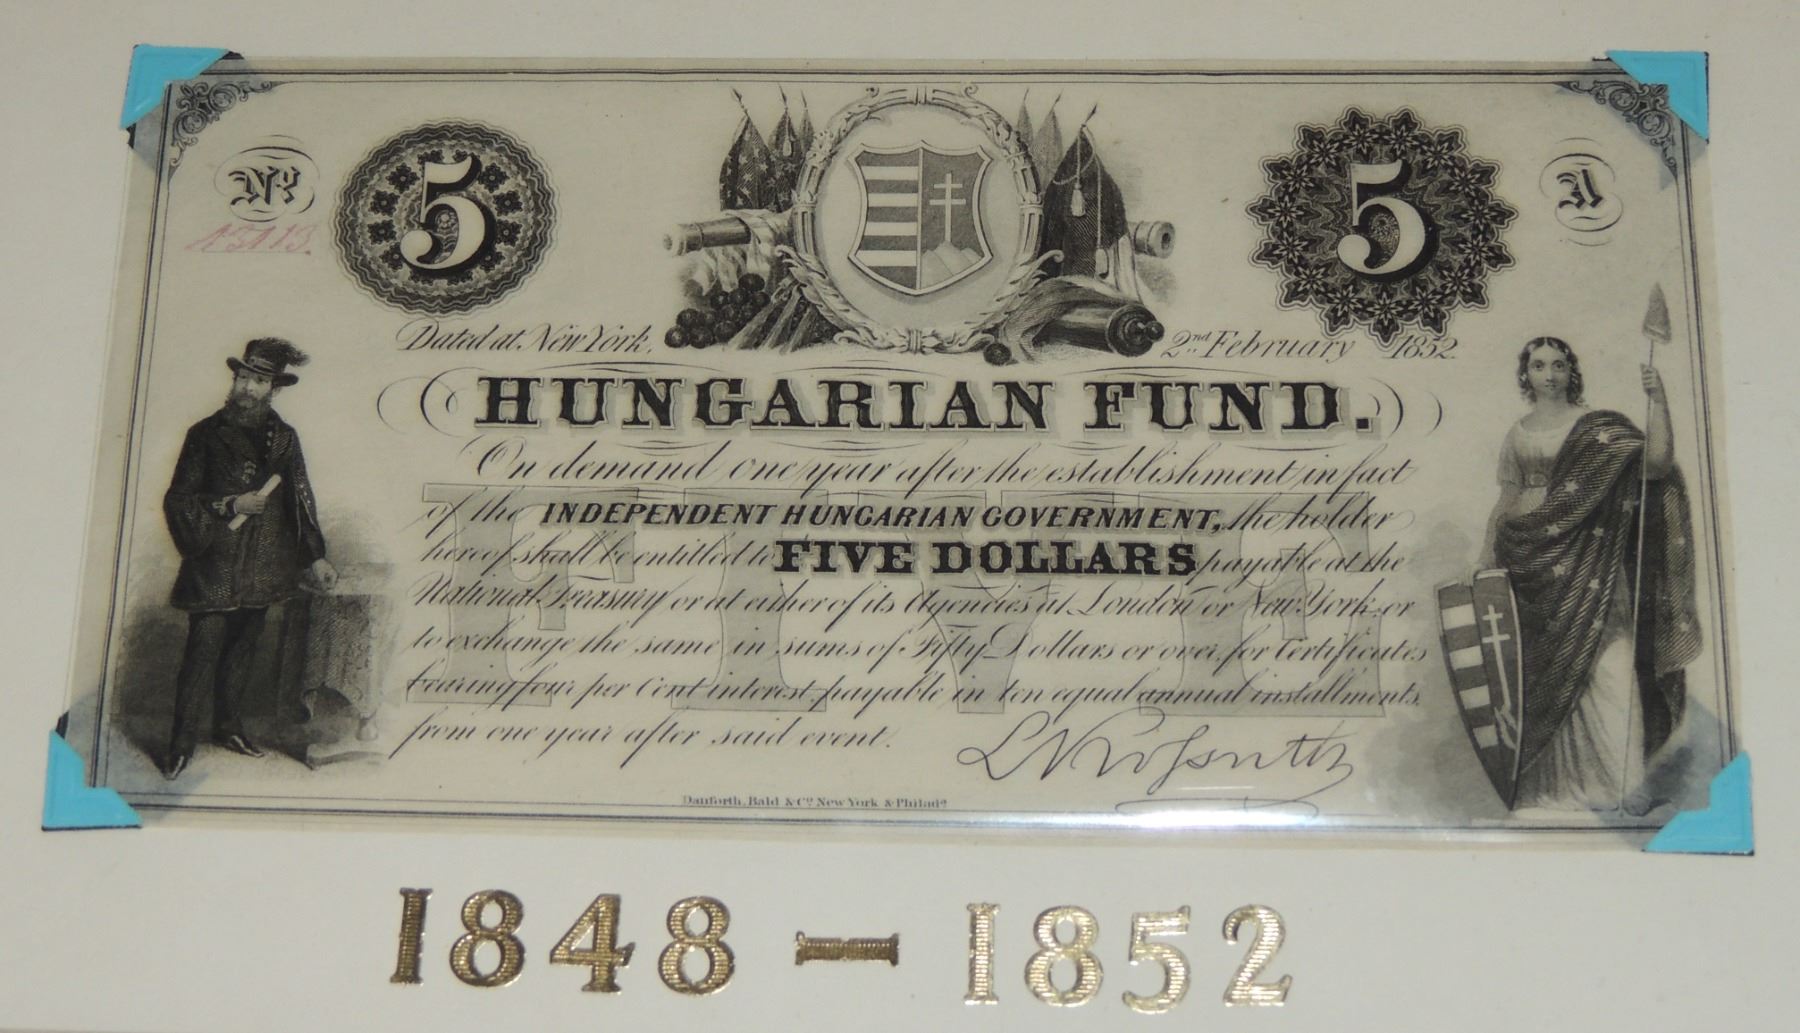 Nº
5
5
A
Dated at New York, 2nd February 1852.
HUNGARIAN FUND.
On demand one year after the establishment in fact
of the INDEPENDENT HUNGARIAN GOVERNMENT, the holder
hereof shall be entitled to FIVE DOLLARS payable at the
National Treasury or at either of its Agencies at London or New York, or
to exchange the same in sums of Fifty Dollars or over, for Certificates
bearing four per Cent interest, payable in ten equal annual installments,
from one year after said event.
L Kossuth
FIVE
Danforth, Bald & Cº New York & Philadª
1848 – 1852